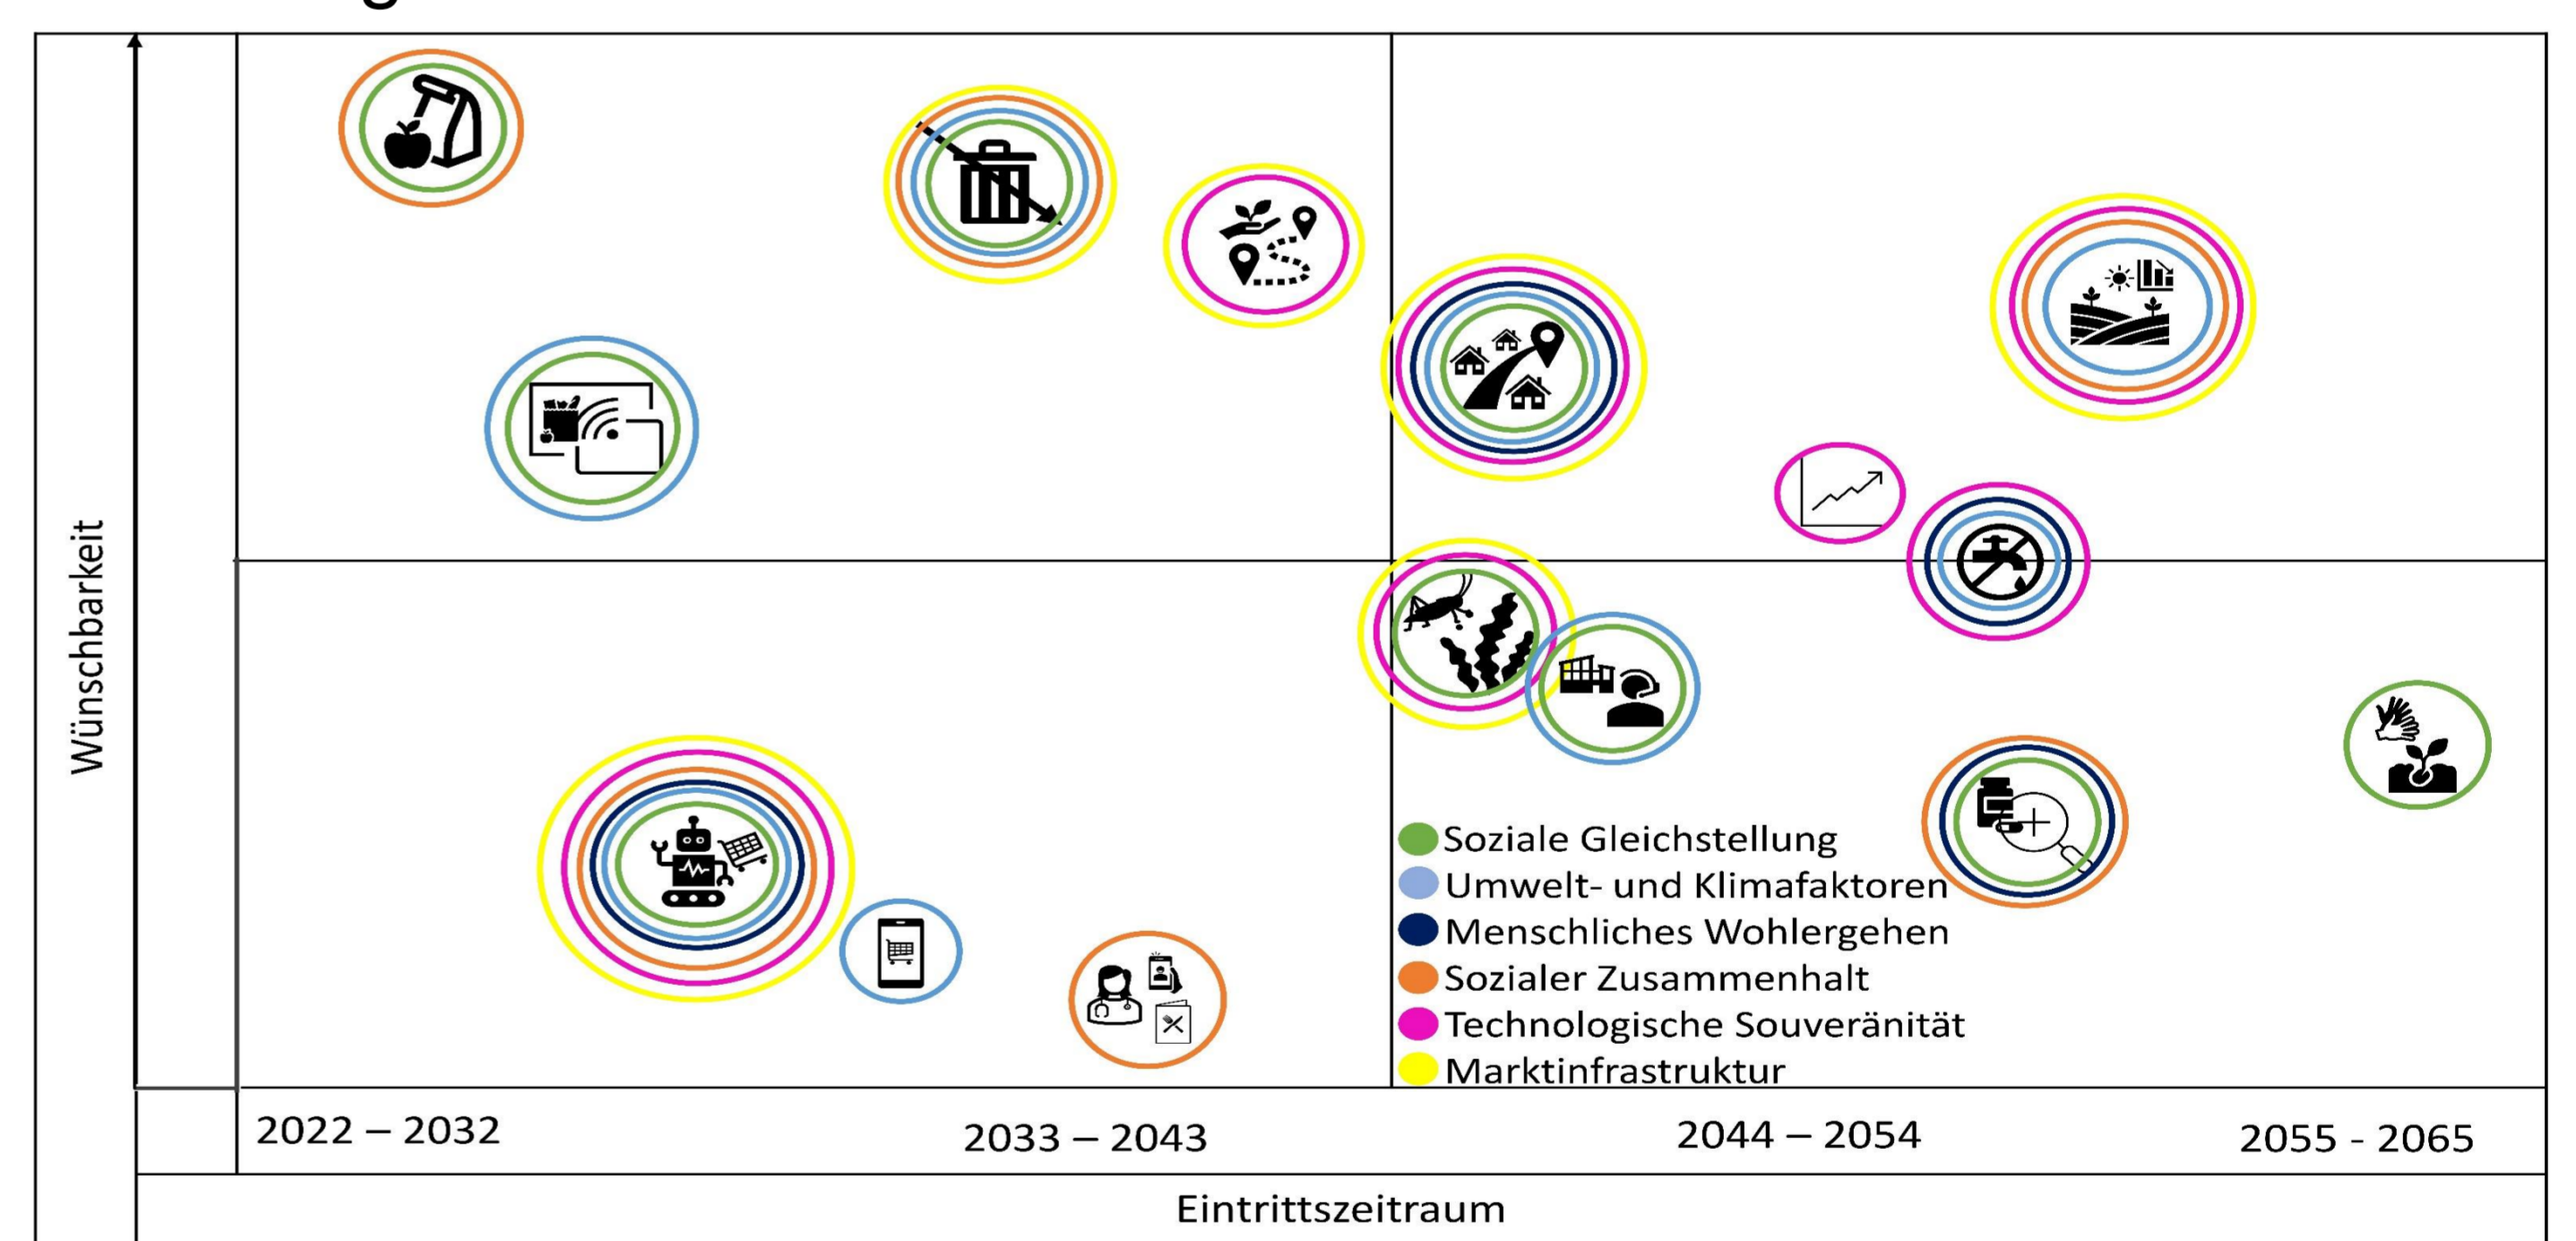 Wünschbarkeit
Soziale Gleichstellung
Umwelt- und Klimafaktoren
Menschliches Wohlergehen
Sozialer Zusammenhalt
Technologische Souveränität
Marktinfrastruktur
2022 – 2032
2033 – 2043
2044 – 2054
2055 - 2065
Eintrittszeitraum